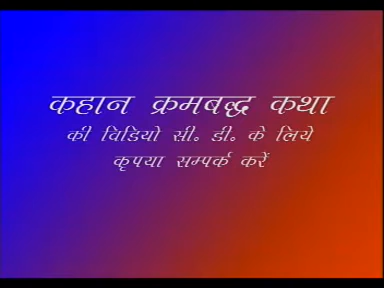 कहान क्रमबद्ध कथा
की विडियो सी॰ डी॰ के लिये
कृपया सम्पर्क करें